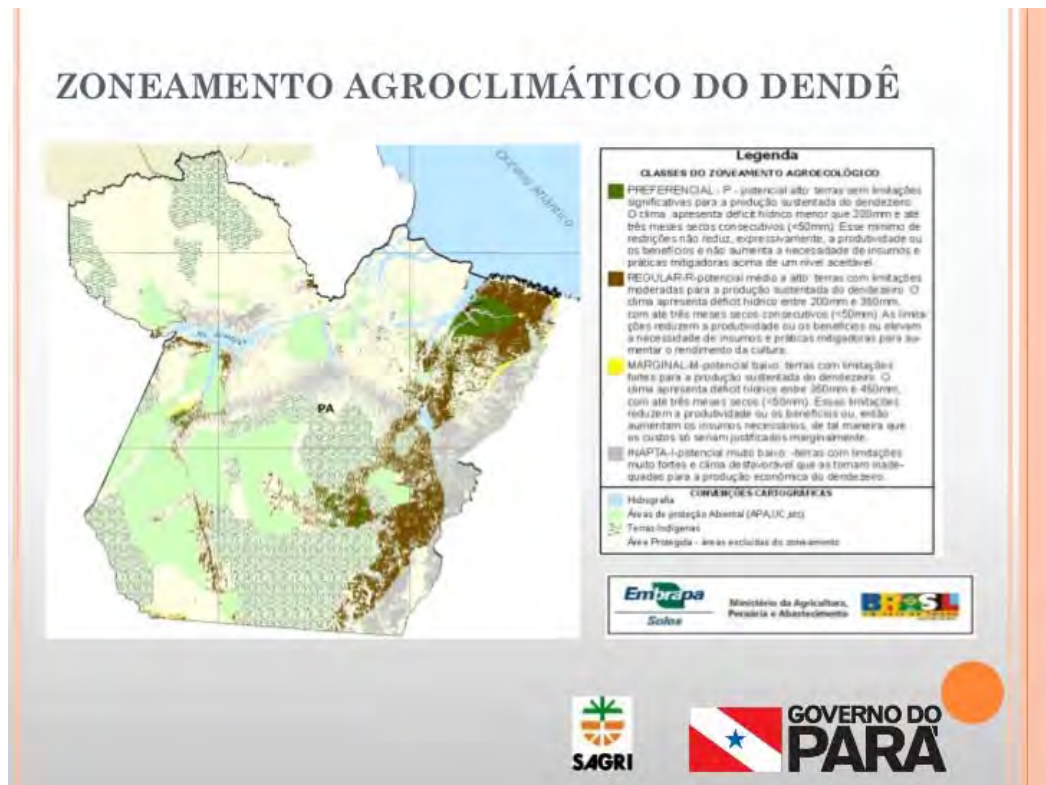 ZONEAMENTO AGROCLIMÁTICO DO DENDÊ
Oceano Atlântico
PA
Legenda
CLASSES DO ZONEAMENTO AGROECOLÓGICO
PREFERENCIAL - P - potencial alto: terras sem limitações
significativas para a produção sustentada do dendezeiro.
O clima apresenta déficit hídrico menor que 200mm e até
três meses secos consecutivos (<50mm). Esse mínimo de
restrições não reduz, expressivamente, a produtividade ou
os benefícios e não aumenta a necessidade de insumos e
práticas mitigadoras acima de um nível aceitável.
REGULAR-R-potencial médio a alto: terras com limitações
moderadas para a produção sustentada do dendezeiro. O
clima apresenta déficit hídrico entre 200mm e 350mm,
com até três meses secos consecutivos (<50mm). As limita
ções reduzem a produtividade ou os benefícios ou elevam
a necessidade de insumos e práticas mitigadoras para au-
mentar o rendimento da cultura.
MARGINAL-M-potencial baixo: terras com limitações
fortes para a produção sustentada do dendezeiro. O
clima apresenta déficit hídrico entre 350mm e 450mm,
com até três meses secos (<50mm). Essas limitações
reduzem a produtividade ou os benefícios ou, então
aumentam os insumos necessários, de tal maneira que
os custos só seriam justificados marginalmente.
INAPTA-I-potencial muito baixo: -terras com limitações
muito fortes e clima desfavorável que as tornam inade-
quadas para a produção econômica do dendezeiro.
CONVENÇÕES CARTOGRÁFICAS
Hidrografia
Áreas de proteção Abiental (APA,UC,etc)
Terras Indígenas
Área Protegida - áreas excluídas do zoneamento
Embrapa
Solos
Ministério da Agricultura,
Pecuária e Abastecimento
BRASIL
SAGRI
GOVERNO DO
PARÁ